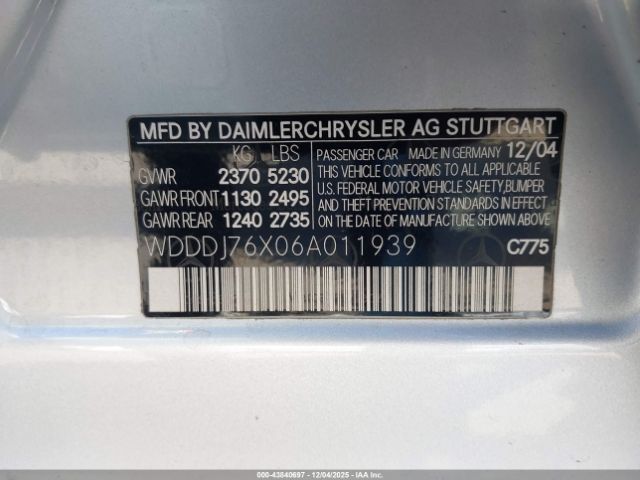 MFD BY DAIMLERCHRYSLER AG STUTTGART
KG LBS
GVWR 2370 5230
GAWR FRONT 1130 2495
GAWR REAR 1240 2735
PASSENGER CAR MADE IN GERMANY 12/04
THIS VEHICLE CONFORMS TO ALL APPLICABLE
U.S. FEDERAL MOTOR VEHICLE SAFETY, BUMPER
AND THEFT PREVENTION STANDARDS IN
EFFECT ON THE DATE OF MANUFACTURE SHOWN ABOVE.
WDDDJ76X06A011939 C775
000-43840697 - 12/04/2025 - IAAI.COM